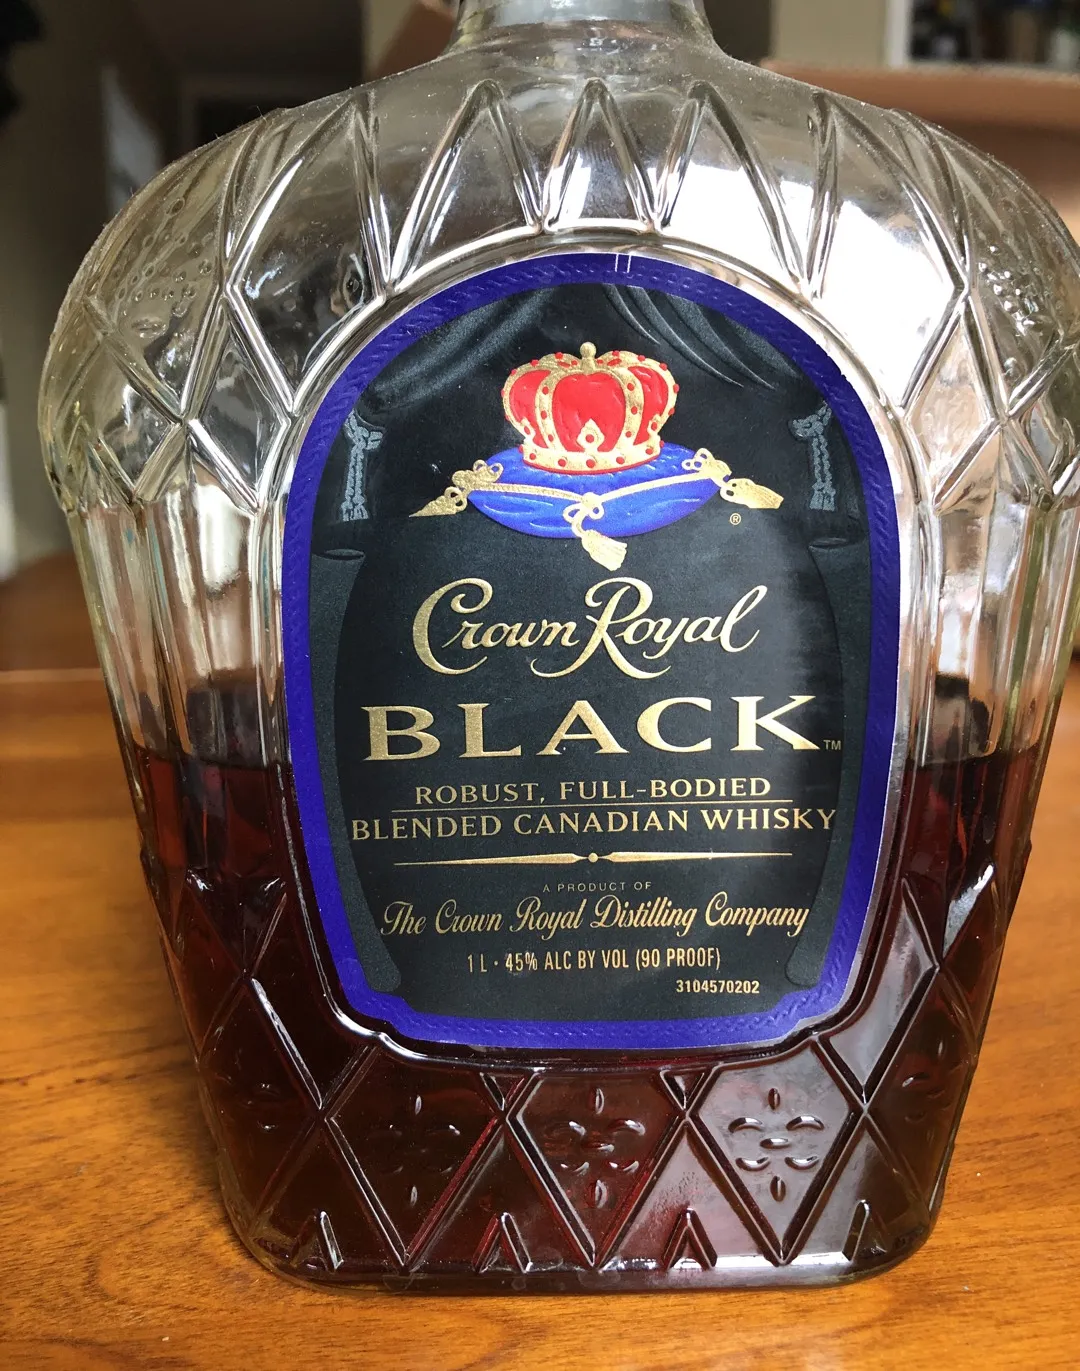 ®
Crown Royal
BLACK™
ROBUST, FULL-BODIED
BLENDED CANADIAN WHISKY
A PRODUCT OF
The Crown Royal Distilling Company
1 L · 45% ALC BY VOL (90 PROOF)
3104570202